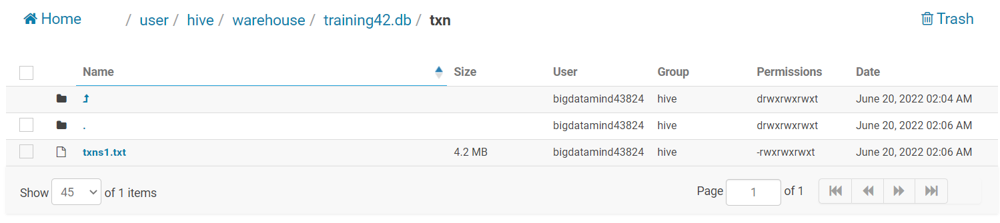 Home / user / hive / warehouse / training42.db / txn Trash
Name Size User Group Permissions Date
bigdatamind43824 hive drwxrwxrwxt June 20, 2022 02:04 AM
. bigdatamind43824 hive drwxrwxrwxt June 20, 2022 02:06 AM
txns1.txt 4.2 MB bigdatamind43824 hive -rwxrwxrwxt June 20, 2022 02:06 AM
Show 45 of 1 items Page 1 of 1